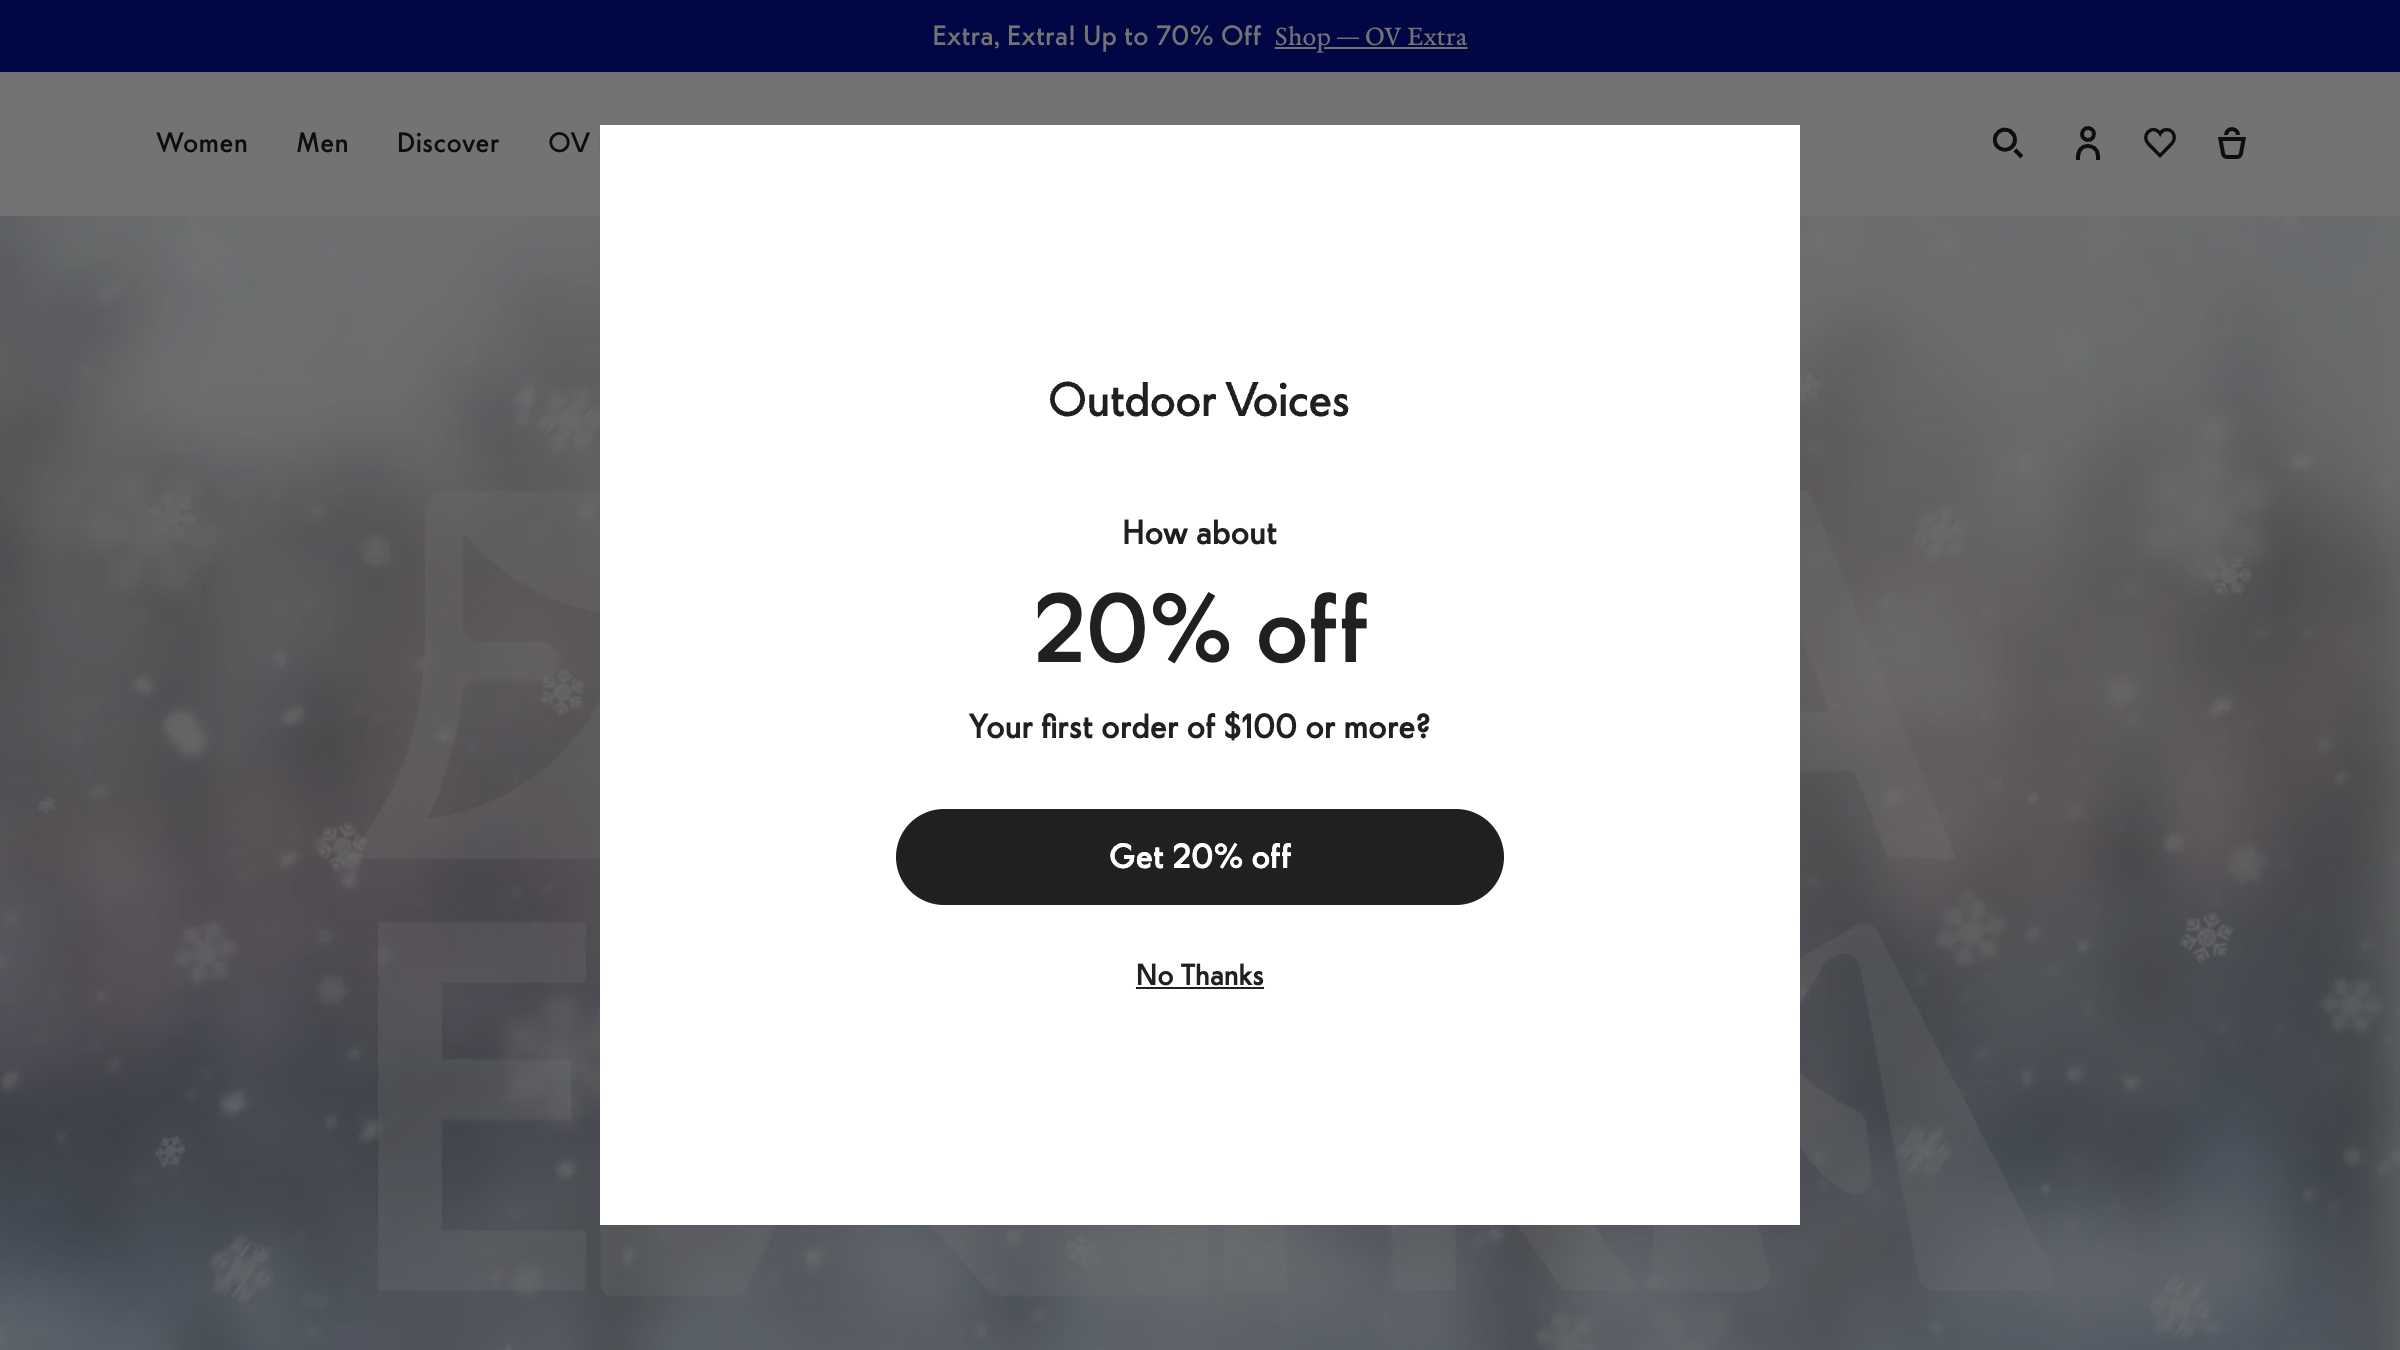 Extra, Extra! Up to 70% Off Shop — OV Extra
Women Men Discover OV
Outdoor Voices
How about
20% off
Your first order of $100 or more?
Get 20% off
No Thanks